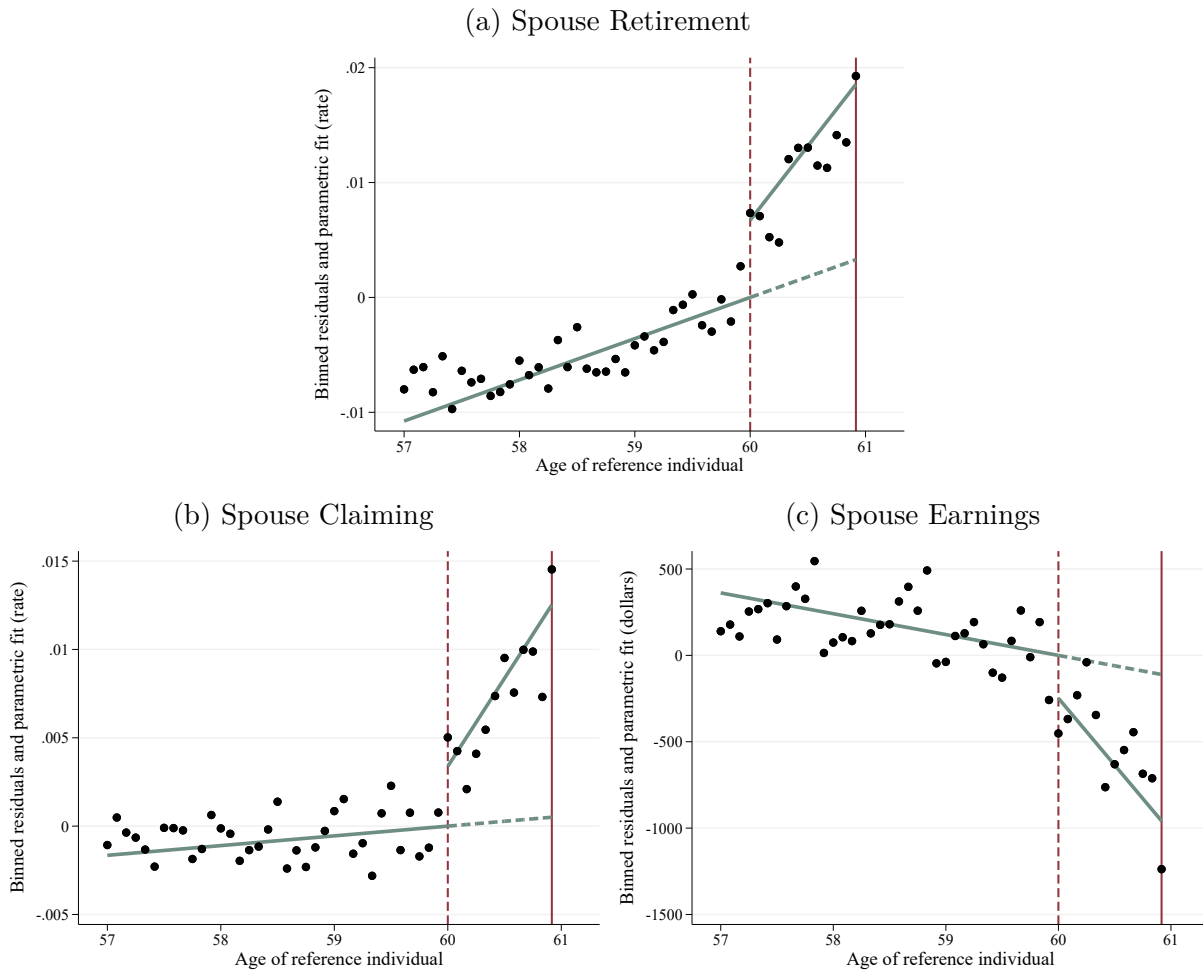 (a) Spouse Retirement
Binned residuals and parametric fit (rate)
.02
.01
0
-.01
57 58 59 60 61
Age of reference individual
(b) Spouse Claiming
Binned residuals and parametric fit (rate)
.015
.01
.005
0
-.005
57 58 59 60 61
Age of reference individual
(c) Spouse Earnings
Binned residuals and parametric fit (dollars)
500
0
-500
-1000
-1500
57 58 59 60 61
Age of reference individual